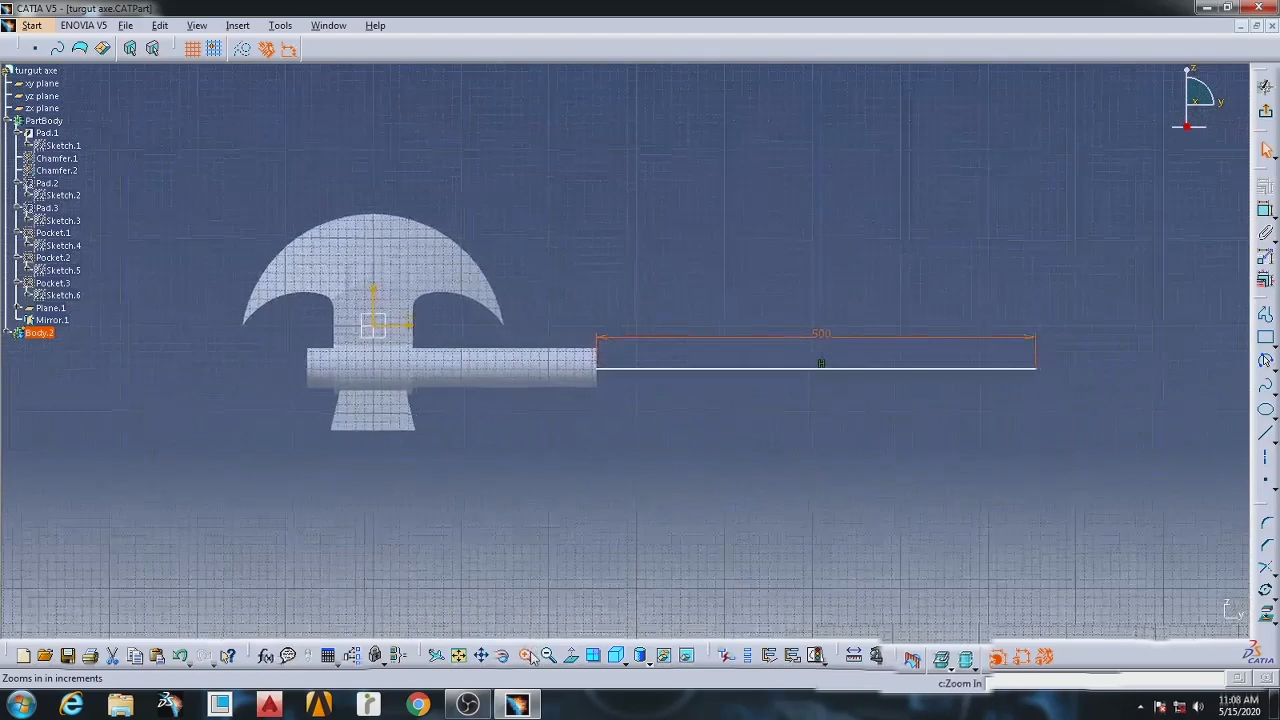 CATIA V5 - [turgut axe.CATPart]
Start ENOVIA V5 File Edit View Insert Tools Window Help
turgut axe
xy plane
yz plane
zx plane
PartBody
Pad.1
Sketch.1
Chamfer.1
Chamfer.2
Pad.2
Sketch.2
Pad.3
Sketch.3
Pocket.1
Sketch.4
Pocket.2
Sketch.5
Pocket.3
Sketch.6
Plane.1
Mirror.1
Body.2
z
x y
500
H
z
y
CATIA
Zooms in in increments
c:Zoom In
11:08 AM
5/15/2020